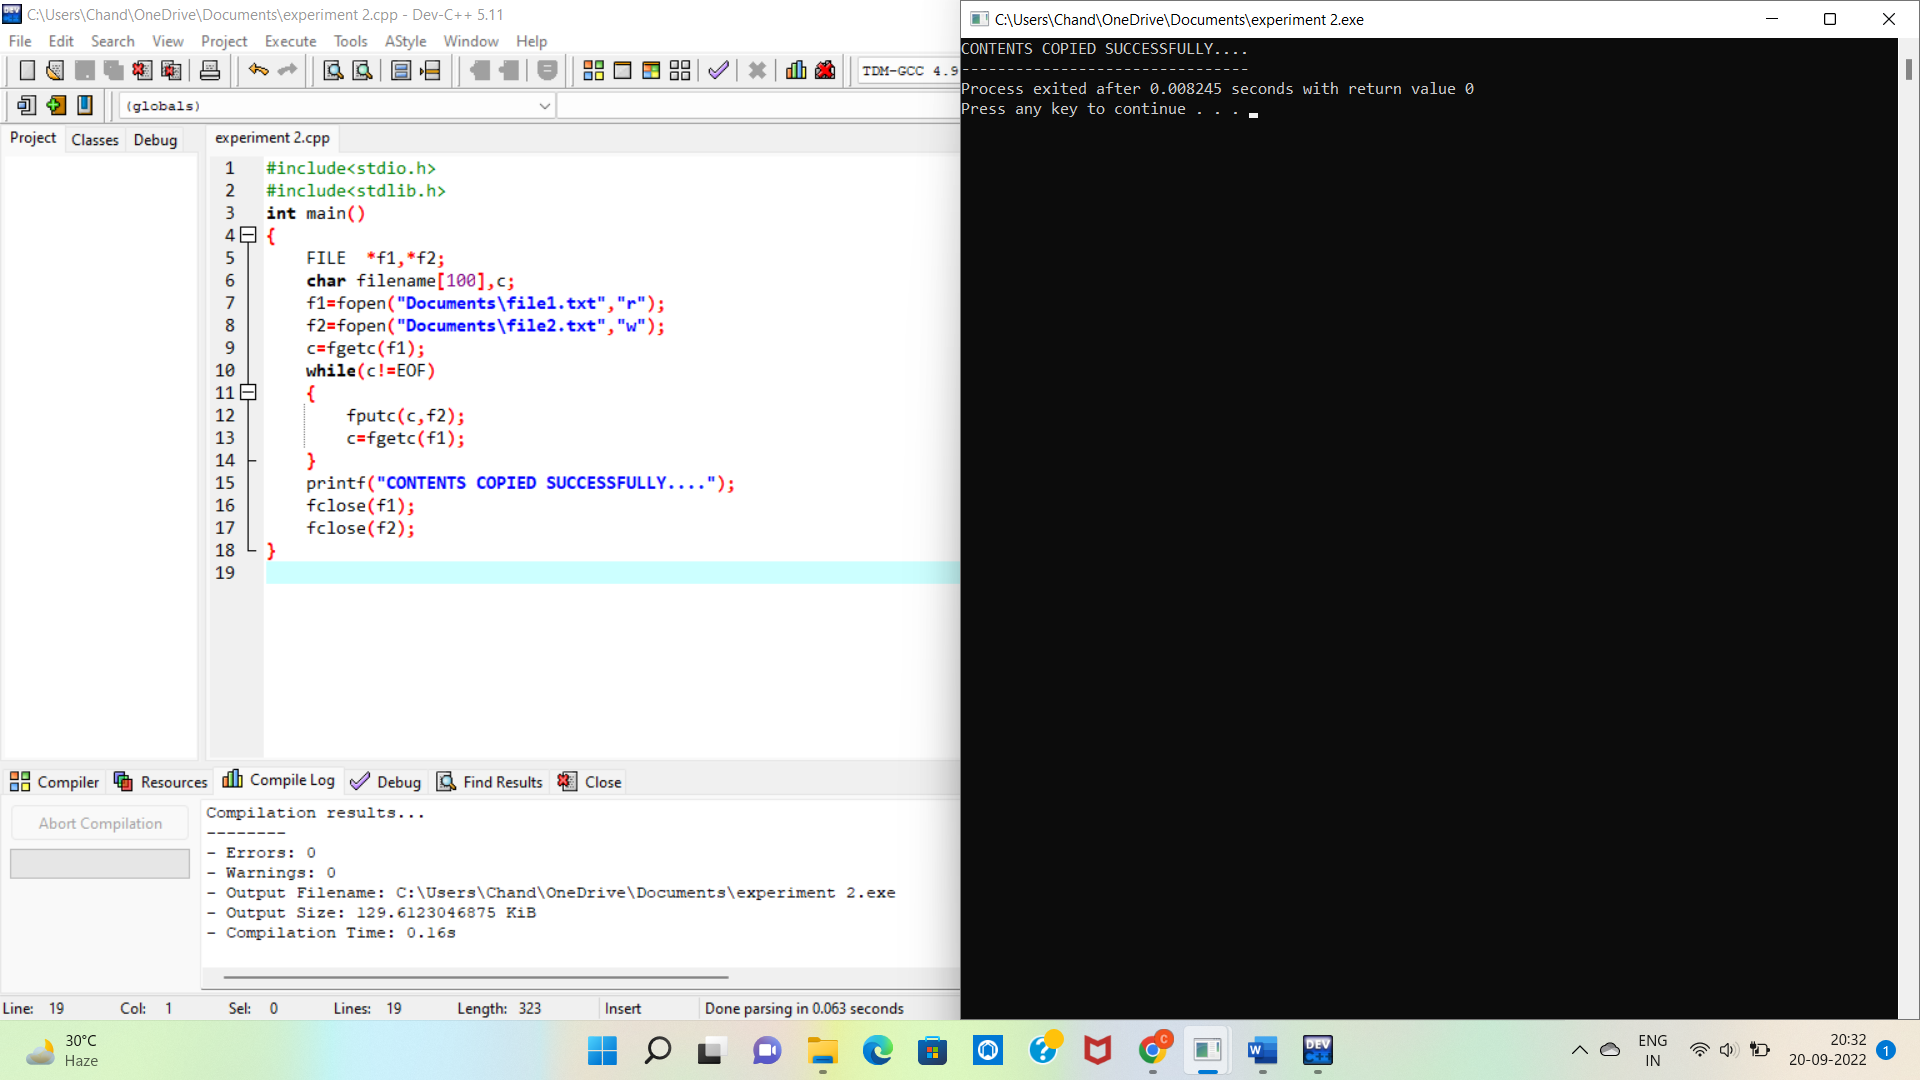 C:\Users\Chand\OneDrive\Documents\experiment 2.cpp - Dev-C++ 5.11
File Edit Search View Project Execute Tools AStyle Window Help
TDM-GCC 4.9
(globals)
Project Classes Debug
experiment 2.cpp
1 #include<stdio.h>
2 #include<stdlib.h>
3 int main()
4 {
5 FILE  *f1,*f2;
6 char filename[100],c;
7 f1=fopen("Documents\file1.txt","r");
8 f2=fopen("Documents\file2.txt","w");
9 c=fgetc(f1);
10 while(c!=EOF)
11 {
12 fputc(c,f2);
13 c=fgetc(f1);
14 }
15 printf("CONTENTS COPIED SUCCESSFULLY....");
16 fclose(f1);
17 fclose(f2);
18 }
19
Compiler Resources Compile Log Debug Find Results Close
Abort Compilation
Compilation results...
--------
- Errors: 0
- Warnings: 0
- Output Filename: C:\Users\Chand\OneDrive\Documents\experiment 2.exe
- Output Size: 129.6123046875 KiB
- Compilation Time: 0.16s
Line: 19 Col: 1 Sel: 0 Lines: 19 Length: 323 Insert Done parsing in 0.063 seconds
C:\Users\Chand\OneDrive\Documents\experiment 2.exe
CONTENTS COPIED SUCCESSFULLY....
--------------------------------
Process exited after 0.008245 seconds with return value 0
Press any key to continue . . .
30°C
Haze
DEV
C
W
DEV
ENG
IN
20:32
20-09-2022
1